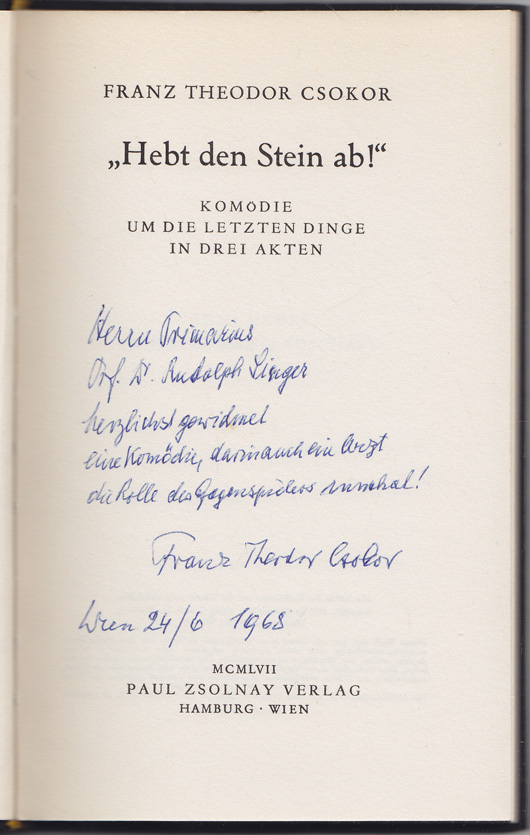 FRANZ THEODOR CSOKOR
„Hebt den Stein ab!“
KOMÖDIE
UM DIE LETZTEN DINGE
IN DREI AKTEN
Herrn Primarius
Prof. Dr. Rudolph Singer
herzlichst gewidmet
eine Komödie, darin auch ein Arzt
die Rolle des Gegenspielers
Franz Theodor Csokor
Wien 24/6 1968
MCMLVII
PAUL ZSOLNAY VERLAG
HAMBURG · WIEN